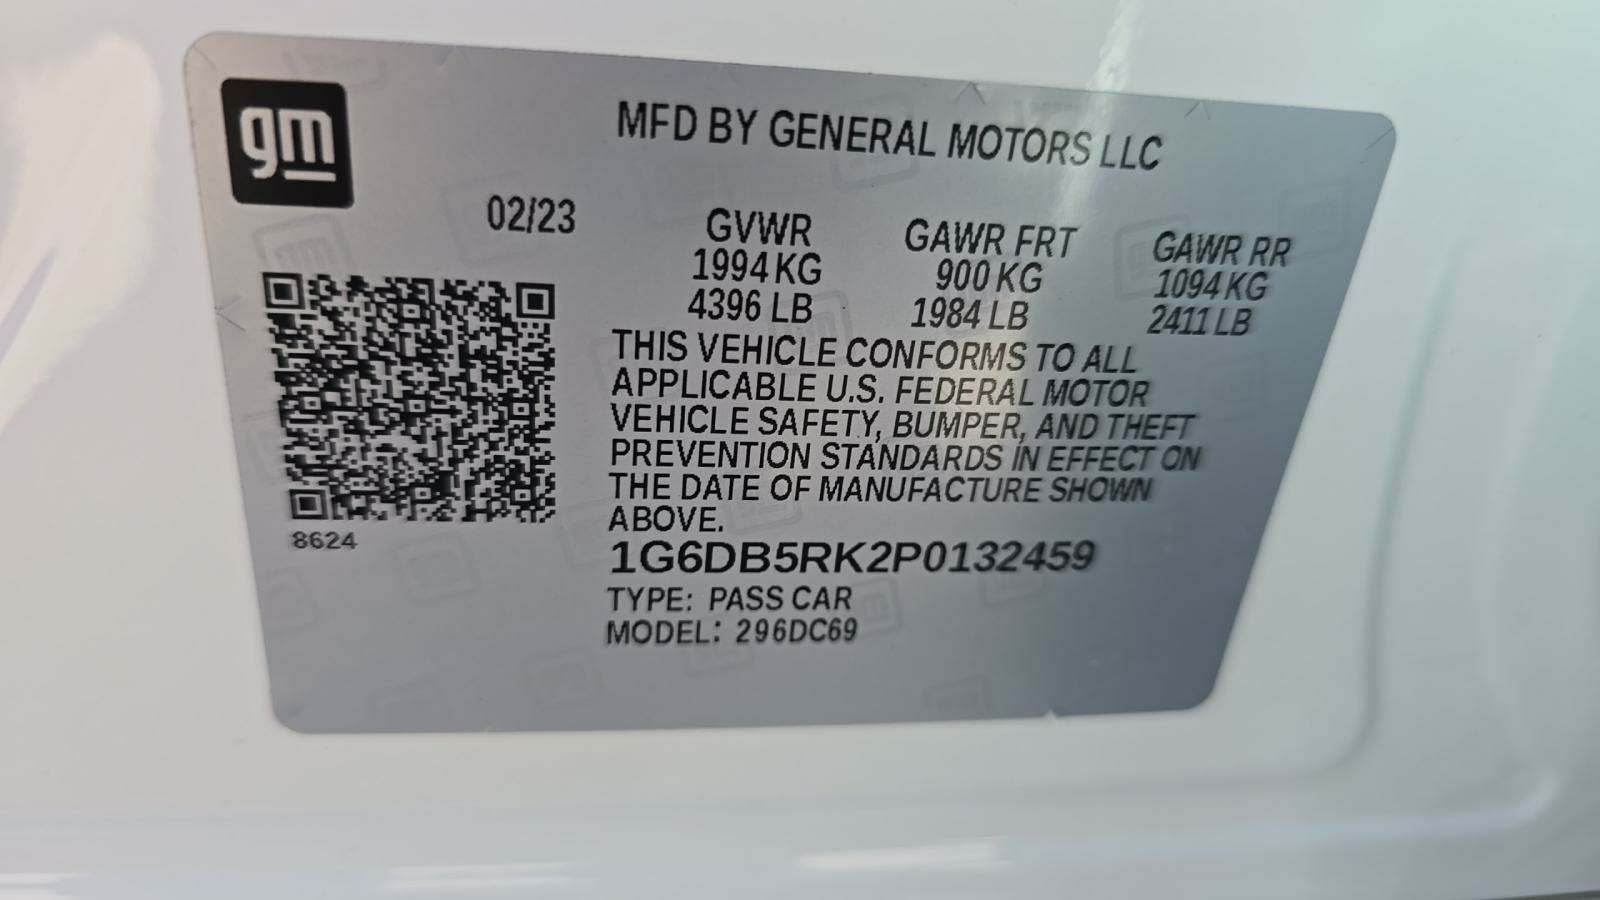 gm
MFD BY GENERAL MOTORS LLC
02/23
GVWR GAWR FRT GAWR RR
1994 KG 900 KG 1094 KG
4396 LB 1984 LB 2411 LB
THIS VEHICLE CONFORMS TO ALL
APPLICABLE U.S. FEDERAL MOTOR
VEHICLE SAFETY, BUMPER, AND THEFT
PREVENTION STANDARDS IN EFFECT ON
THE DATE OF MANUFACTURE SHOWN
ABOVE.
8624
1G6DB5RK2P0132459
TYPE: PASS CAR
MODEL: 296DC69